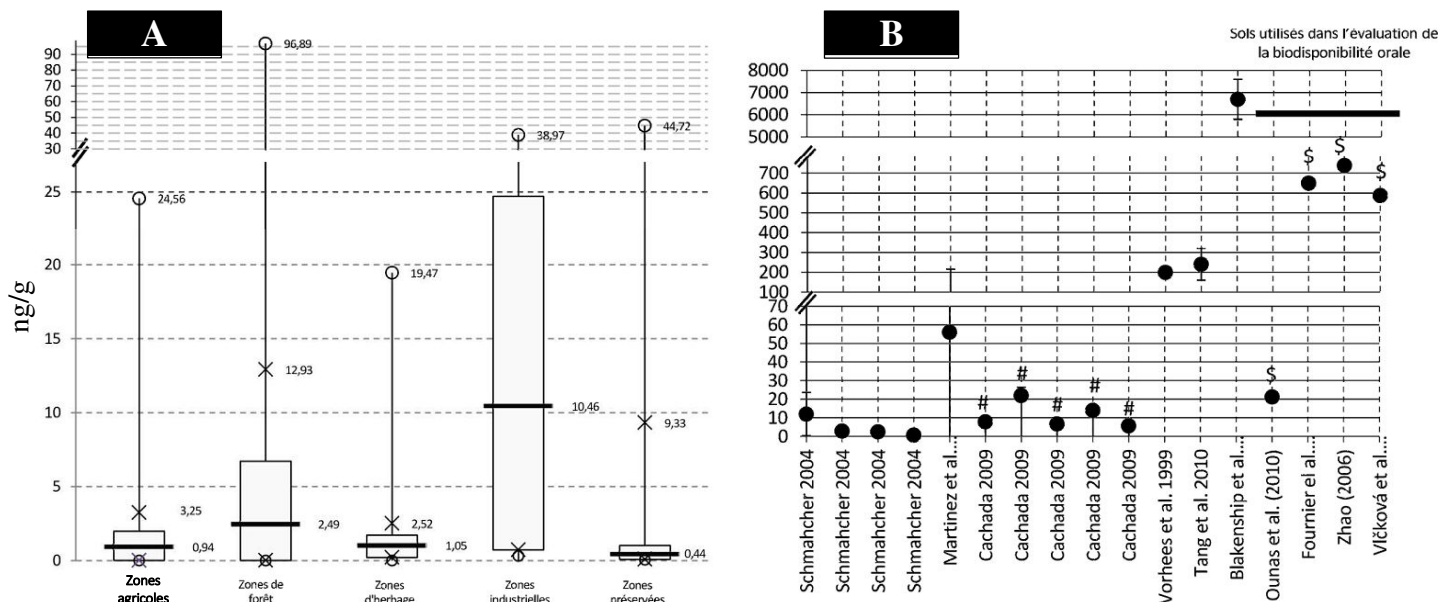 A
ng/g
90
80
70
60
50
40
30
25
20
15
10
5
0
24,56
3,25
0,94
96,89
12,93
2,49
19,47
2,52
1,05
38,97
10,46
44,72
9,33
0,44
Zones
agricoles
Zones de
forêt
Zones
d'herbage
Zones
industrielles
Zones
préservées
B
Sols utilisés dans l'évaluation de
la biodisponibilité orale
8000
7000
6000
5000
700
600
500
400
300
200
100
70
60
50
40
30
20
10
0
#
#
#
#
#
$
$
$
$
Schmahcher 2004
Schmahcher 2004
Schmahcher 2004
Schmahcher 2004
Martinez et al....
Cachada 2009
Cachada 2009
Cachada 2009
Cachada 2009
Cachada 2009
Vorhees et al. 1999
Tang et al. 2010
Blakenship et al....
Ounas et al. (2010)
Fournier el al...
Zhao (2006)
Vlčková et al...